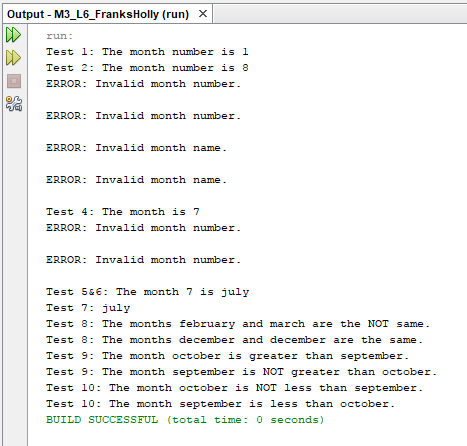 Output - M3_L6_FranksHolly (run)
run:
Test 1: The month number is 1
Test 2: The month number is 8
ERROR: Invalid month number.
ERROR: Invalid month number.
ERROR: Invalid month name.
ERROR: Invalid month name.
Test 4: The month is 7
ERROR: Invalid month number.
ERROR: Invalid month number.
Test 5&6: The month 7 is july
Test 7: july
Test 8: The months february and march are the NOT same.
Test 8: The months december and december are the same.
Test 9: The month october is greater than september.
Test 9: The month september is NOT greater than october.
Test 10: The month october is NOT less than september.
Test 10: The month september is less than october.
BUILD SUCCESSFUL (total time: 0 seconds)